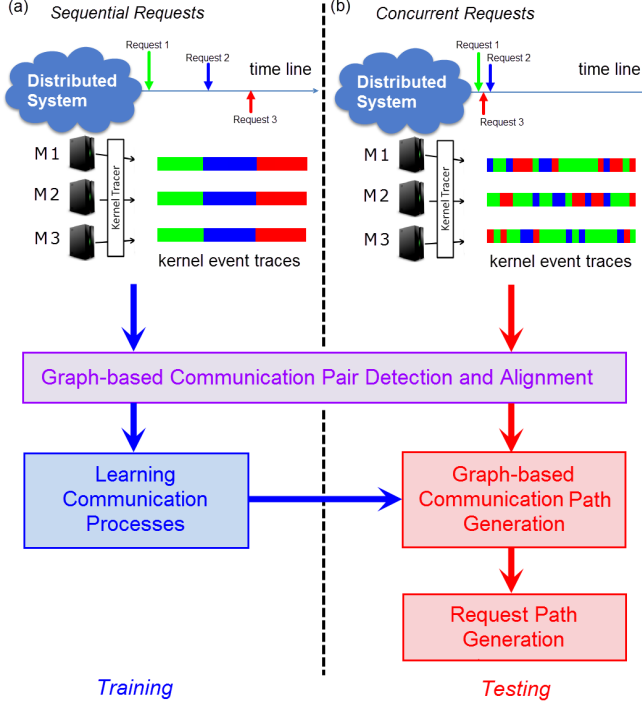 (a)
Sequential Requests
Request 1
Request 2
Distributed
System
time line
Request 3
M1
M2
M3
Kernel Tracer
kernel event traces
(b)
Concurrent Requests
Request 1
Request 2
Distributed
System
time line
Request 3
M1
M2
M3
Kernel Tracer
kernel event traces
Graph-based Communication Pair Detection and Alignment
Learning
Communication
Processes
Graph-based
Communication Path
Generation
Request Path
Generation
Training
Testing